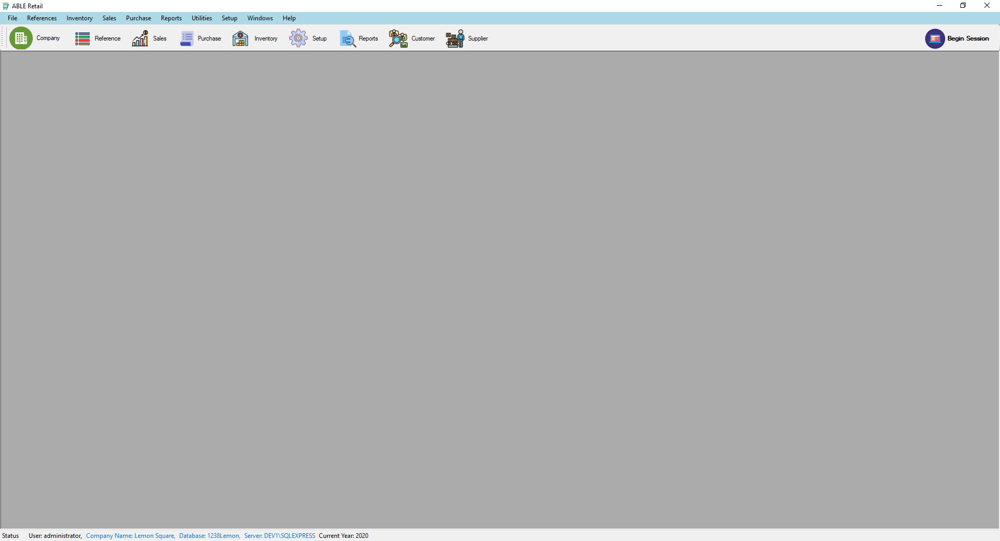 ABLE Retail
File References Inventory Sales Purchase Reports Utilities Setup Windows Help
Company Reference Sales Purchase Inventory Setup Reports Customer Supplier Begin Session
Status User: administrator, Company Name: Lemon Square, Database: 1238Lemon, Server: DEV1\SQLEXPRESS Current Year: 2020